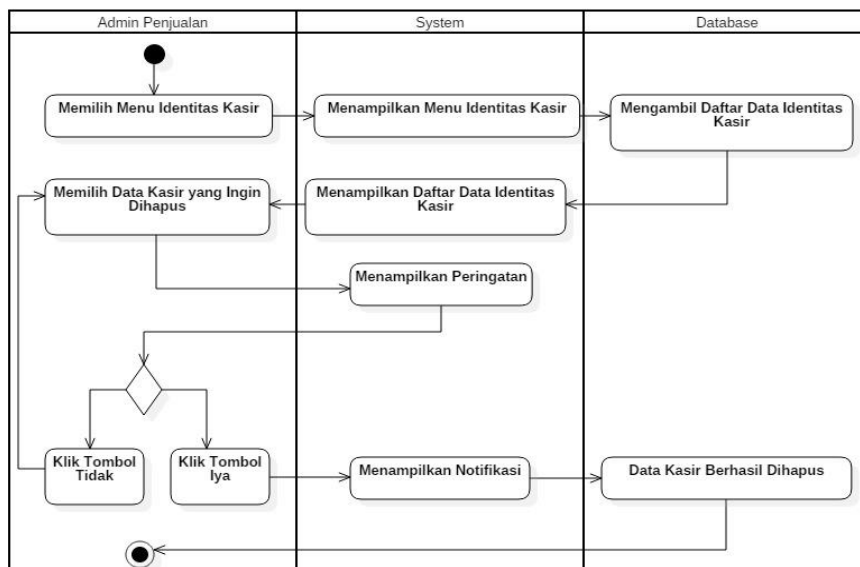 Admin Penjualan
System
Database
Memilih Menu Identitas Kasir
Menampilkan Menu Identitas Kasir
Mengambil Daftar Data Identitas
Kasir
Memilih Data Kasir yang Ingin
Dihapus
Menampilkan Daftar Data Identitas
Kasir
Menampilkan Peringatan
Klik Tombol
Tidak
Klik Tombol
Iya
Menampilkan Notifikasi
Data Kasir Berhasil Dihapus